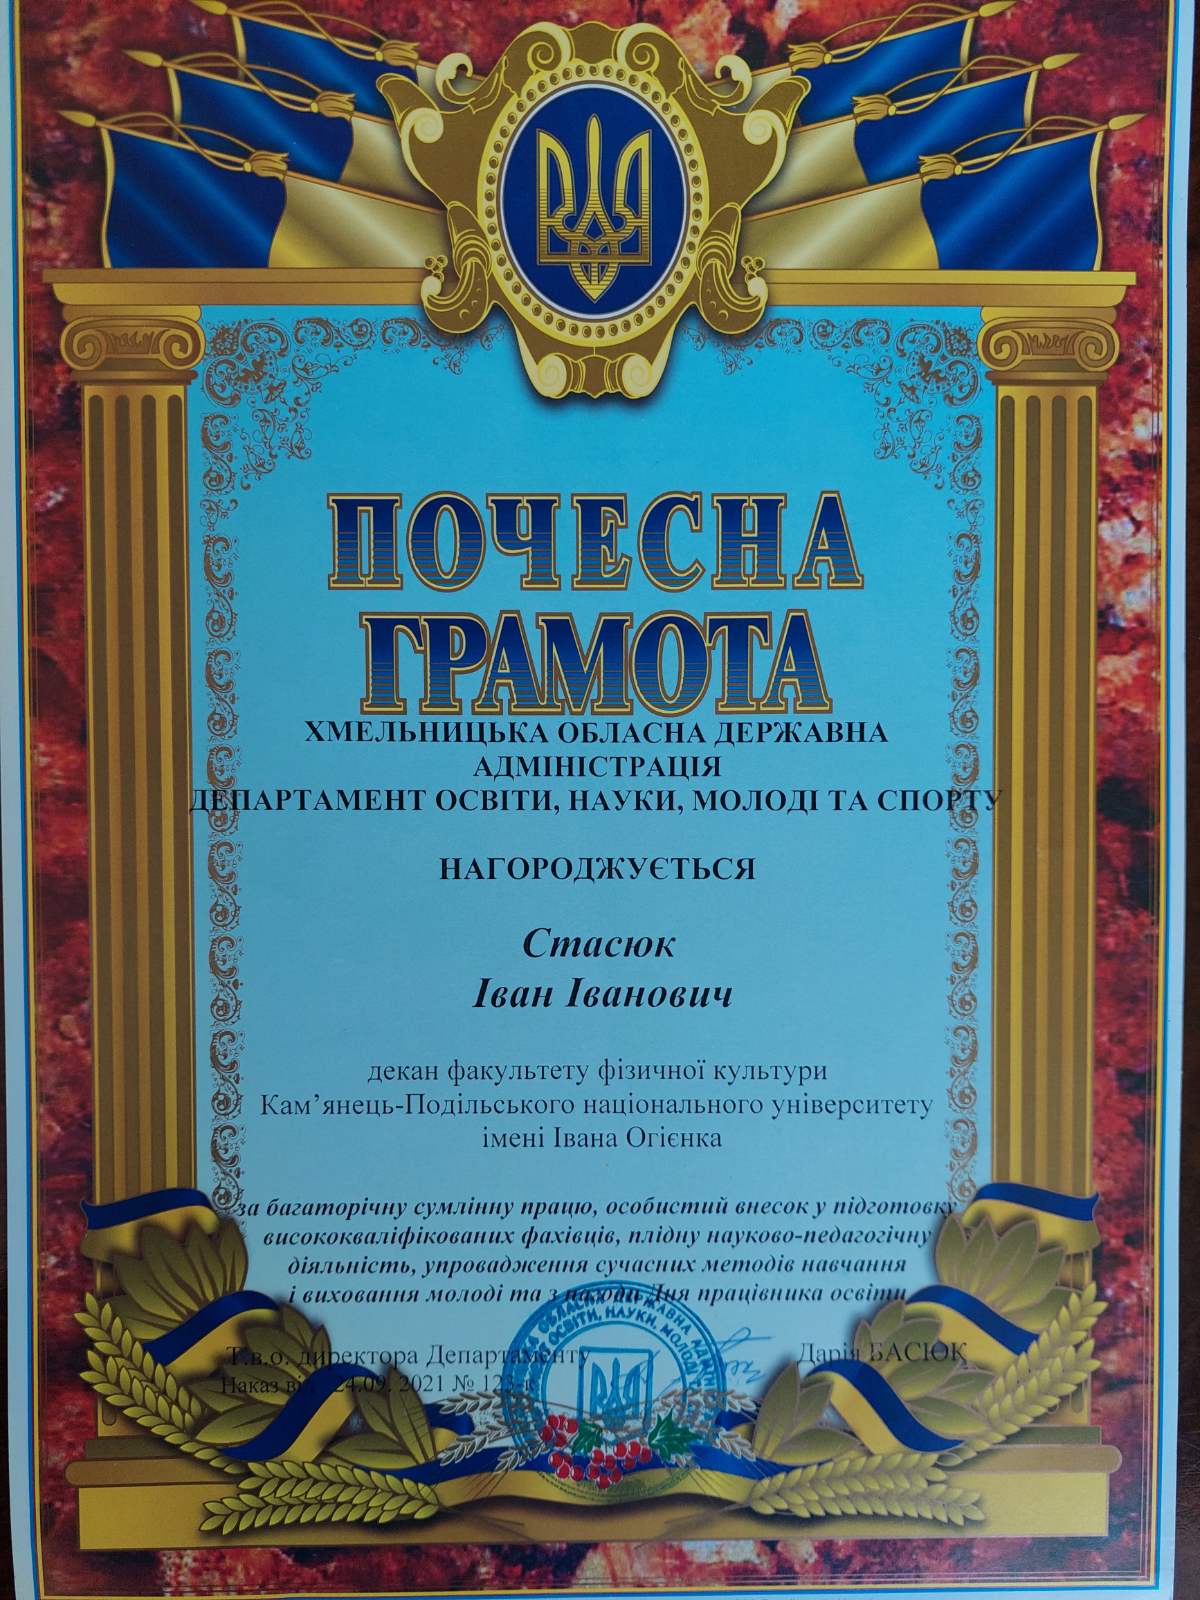 ПОЧЕСНА
ГРАМОТА
ХМЕЛЬНИЦЬКА ОБЛАСНА ДЕРЖАВНА
АДМІНІСТРАЦІЯ
ДЕПАРТАМЕНТ ОСВІТИ, НАУКИ, МОЛОДІ ТА СПОРТУ
НАГОРОДЖУЄТЬСЯ
Стасюк
Іван Іванович
декан факультету фізичної культури
Кам’янець-Подільського національного університету
імені Івана Огієнка
за багаторічну сумлінну працю, особистий внесок у підготовку
висококваліфікованих фахівців, плідну науково-педагогічну
діяльність, упровадження сучасних методів навчання
і виховання молоді та з нагоди Дня працівника освіти
Т.в.о. директора Департаменту Дарія БАСЮК
Наказ 24.09. 2021 №
ОСВІТИ, НАУКИ, МОЛОДІ